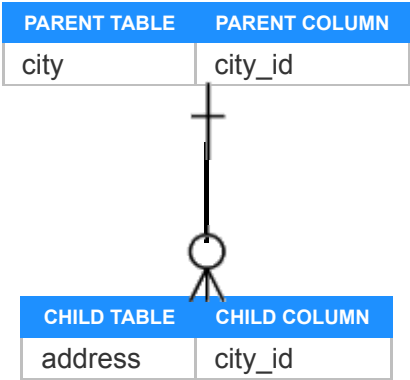 PARENT TABLE PARENT COLUMN
city city_id
CHILD TABLE CHILD COLUMN
address city_id